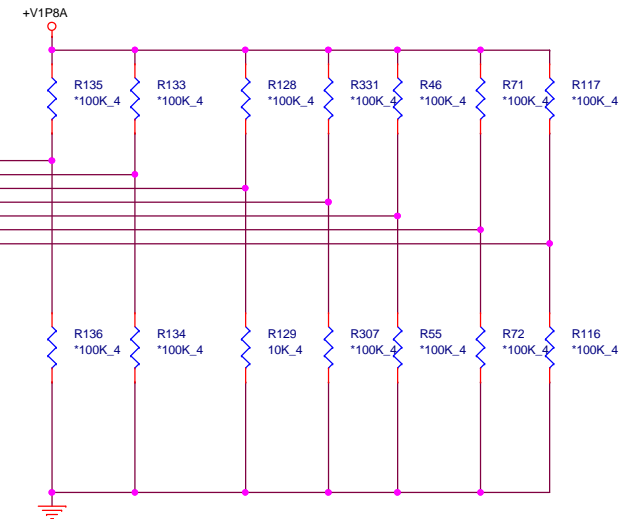 +V1P8A
R135
*100K_4
R133
*100K_4
R128
*100K_4
R331
*100K_4
R46
*100K_4
R71
*100K_4
R117
*100K_4
R136
*100K_4
R134
*100K_4
R129
10K_4
R307
*100K_4
R55
*100K_4
R72
*100K_4
R116
*100K_4